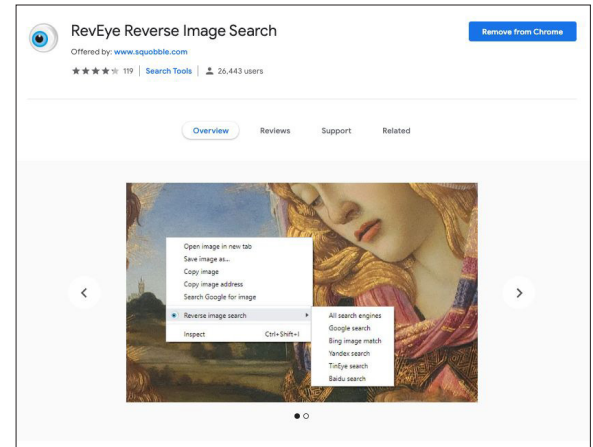 RevEye Reverse Image Search
Remove from Chrome
Offered by: www.squobble.com
119 | Search Tools | 26,443 users
Overview Reviews Support Related
Open image in new tab
Save image as...
Copy image
Copy image address
Search Google for image
Reverse image search
Inspect Ctrl+Shift+I
All search engines
Google search
Bing image match
Yandex search
TinEye search
Baidu search